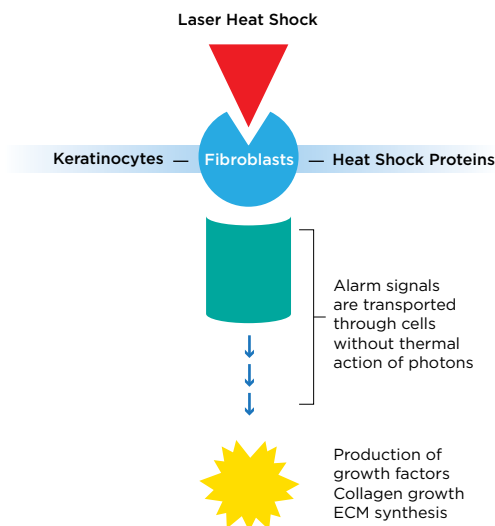 Laser Heat Shock
Keratinocytes — Fibroblasts — Heat Shock Proteins
Alarm signals
are transported
through cells
without thermal
action of photons
Production of
growth factors
Collagen growth
ECM synthesis